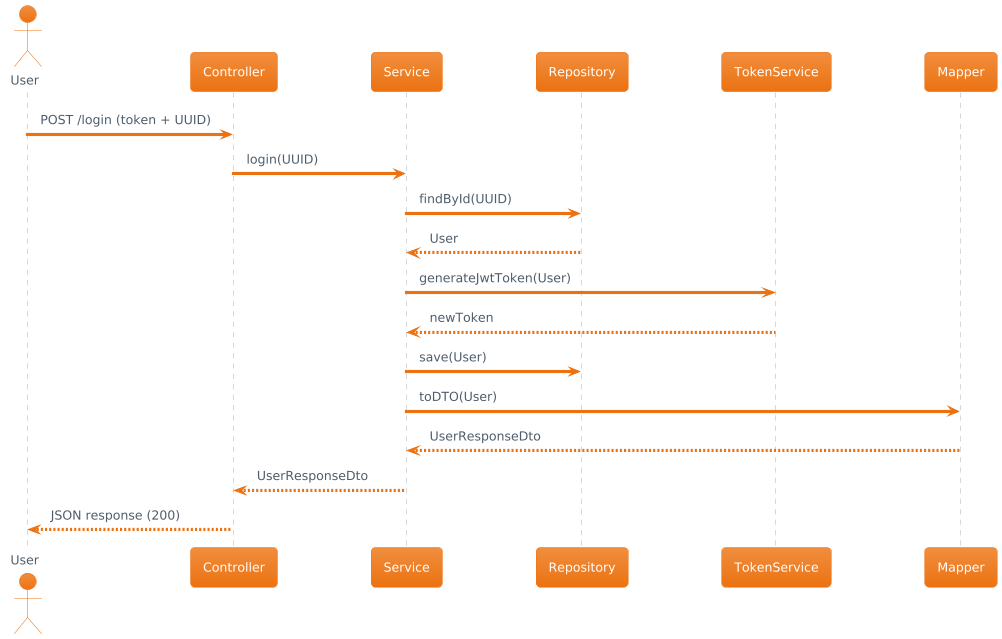 User
Controller
Service
Repository
TokenService
Mapper
POST /login (token + UUID)
login(UUID)
findById(UUID)
User
generateJwtToken(User)
newToken
save(User)
toDTO(User)
UserResponseDto
UserResponseDto
JSON response (200)
User
Controller
Service
Repository
TokenService
Mapper